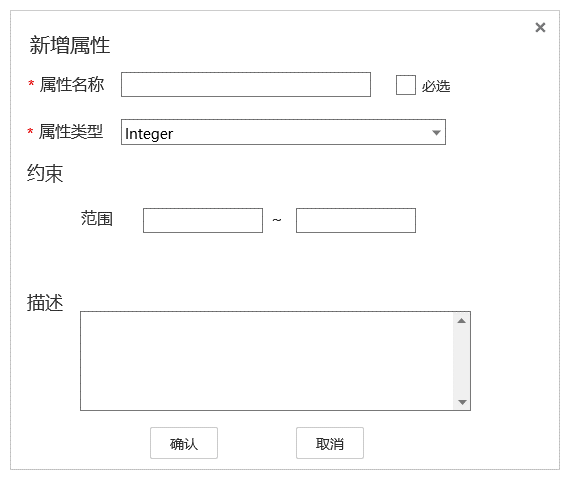 新增属性
* 属性名称 必选
* 属性类型 Integer
约束
范围 ~
描述
确认 取消